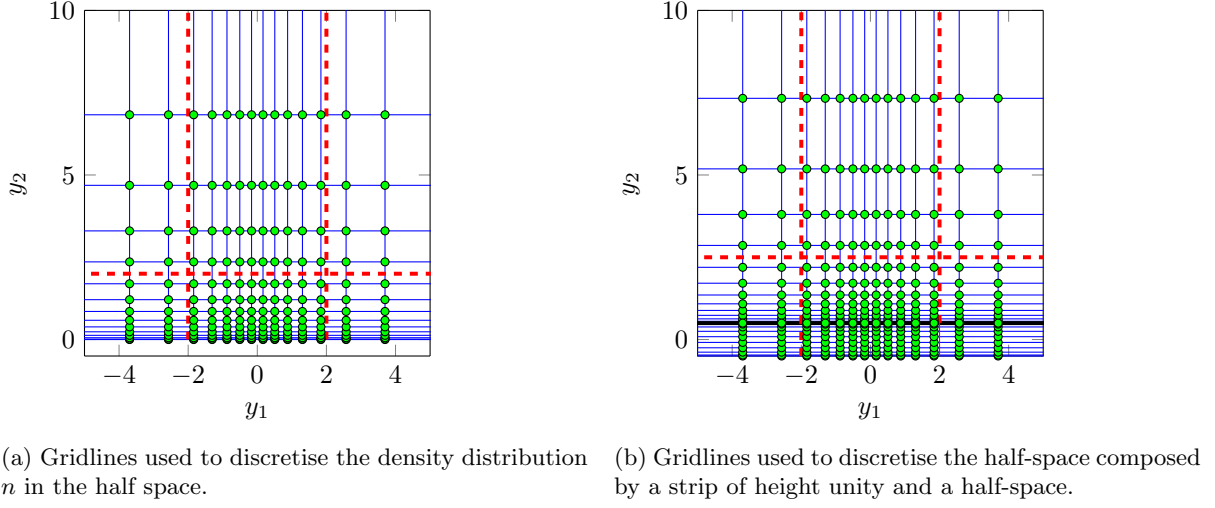 10
5
0
y₂
−4 −2 0 2 4
y₁
(a) Gridlines used to discretise the density distribution
n in the half space.
10
5
0
y₂
−4 −2 0 2 4
y₁
(b) Gridlines used to discretise the half-space composed
by a strip of height unity and a half-space.